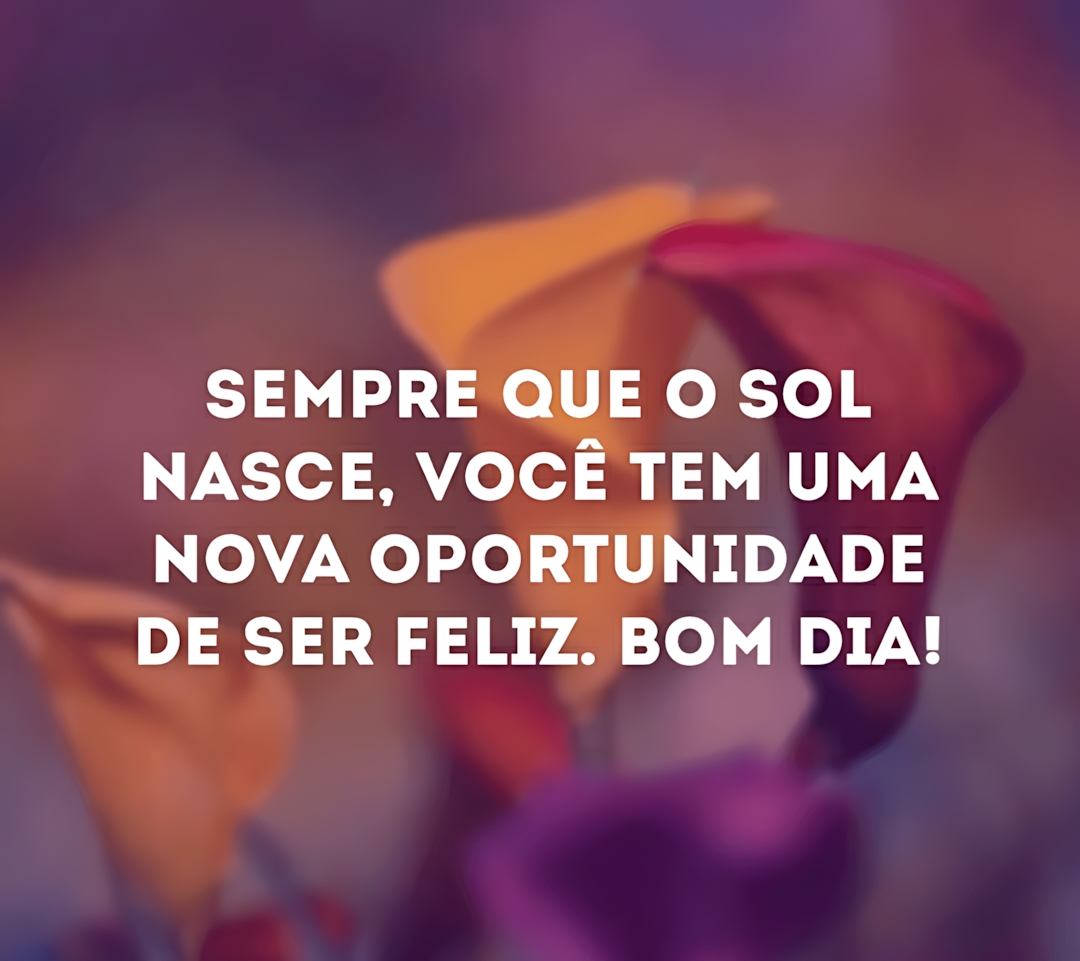 SEMPRE QUE O SOL
NASCE, VOCÊ TEM UMA
NOVA OPORTUNIDADE
DE SER FELIZ. BOM DIA!